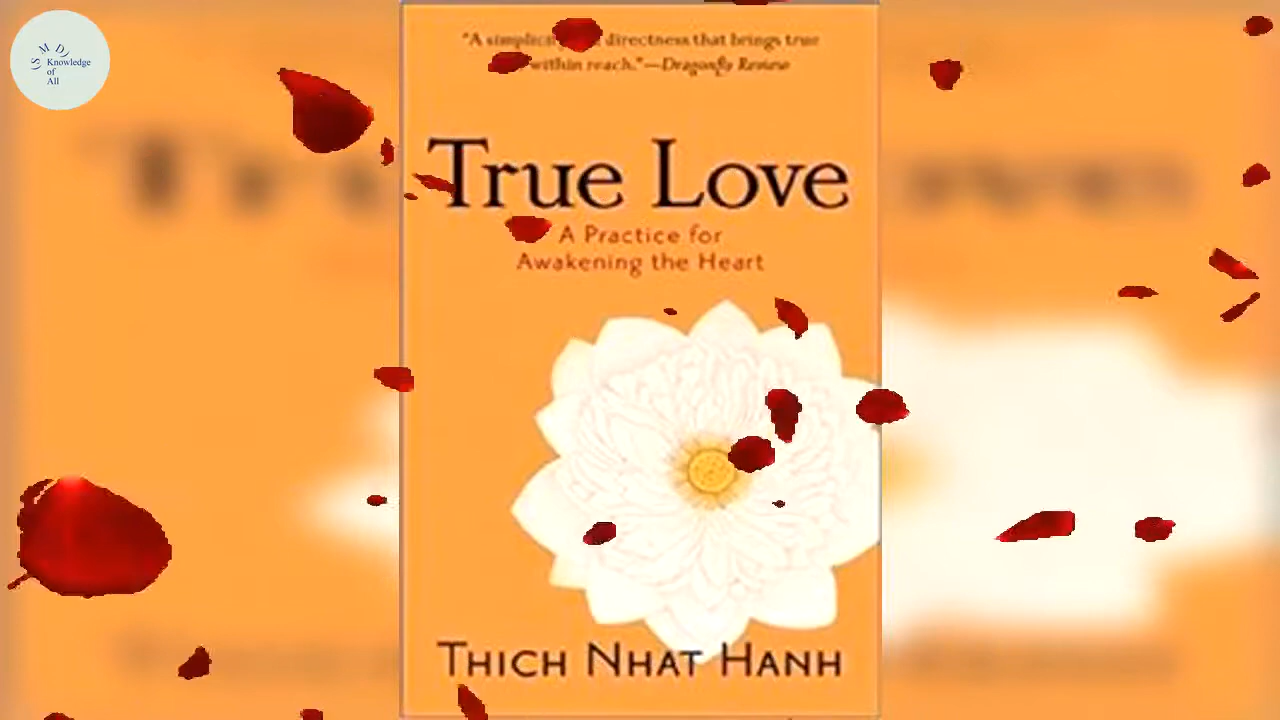 S M D
Knowledge
of
All
"A directness that brings true
within reach."—Dragonfly Review
True Love
A Practice for
Awakening the Heart
THICH NHAT HANH